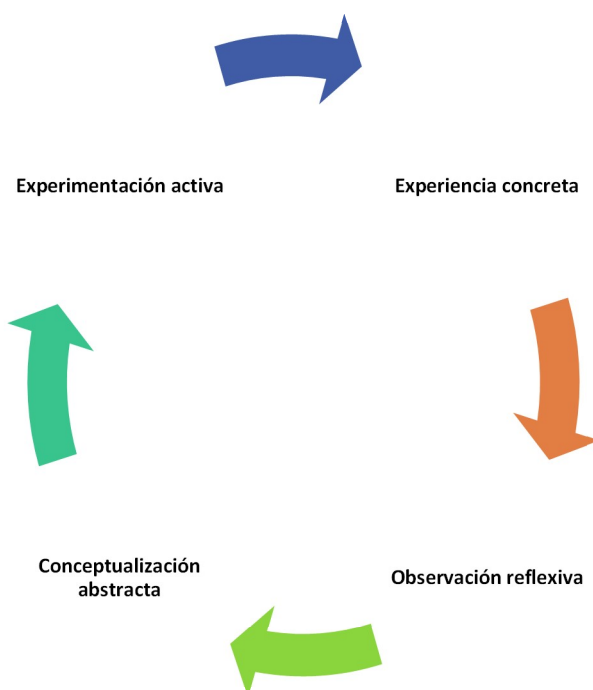 Experimentación activa
Experiencia concreta
Conceptualización
abstracta
Observación reflexiva